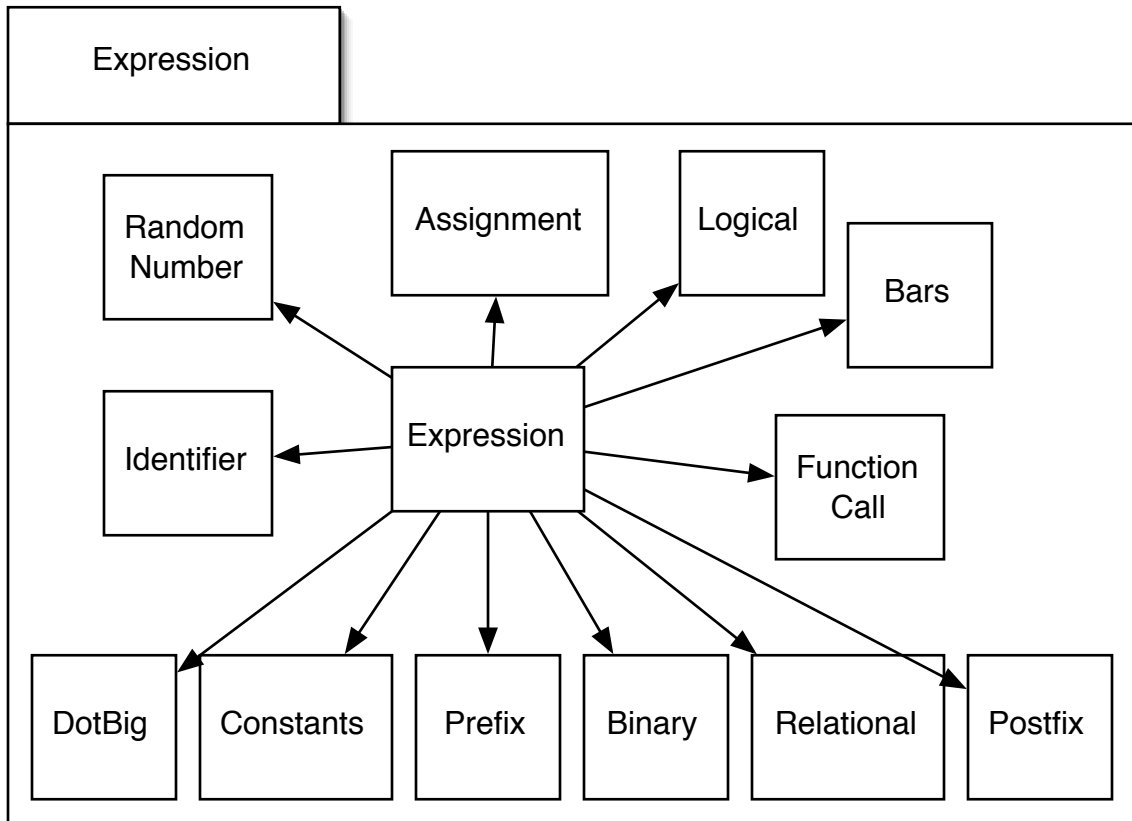 Expression
Assignment
Logical
Random
Number
Bars
Expression
Identifier
Function
Call
DotBig
Constants
Prefix
Binary
Relational
Postfix